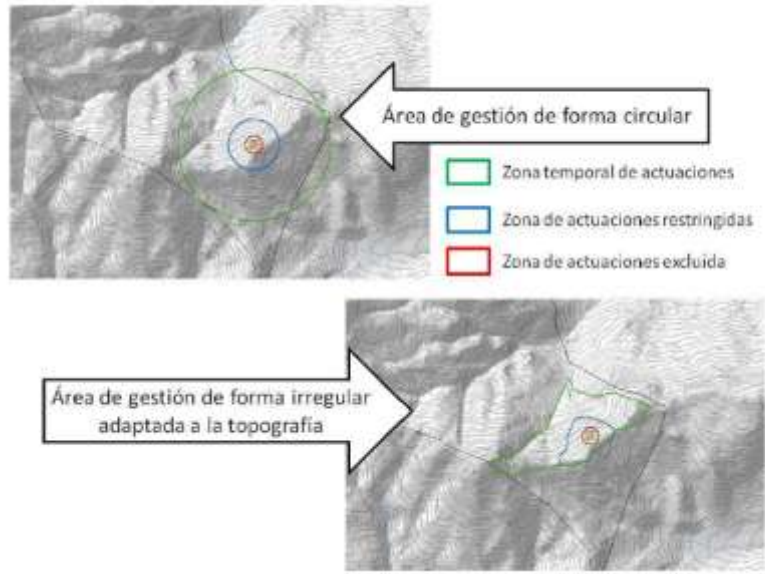 Área de gestión de forma circular
Zona temporal de actuaciones
Zona de actuaciones restringidas
Zona de actuaciones excluida
Área de gestión de forma irregular
adaptada a la topografía